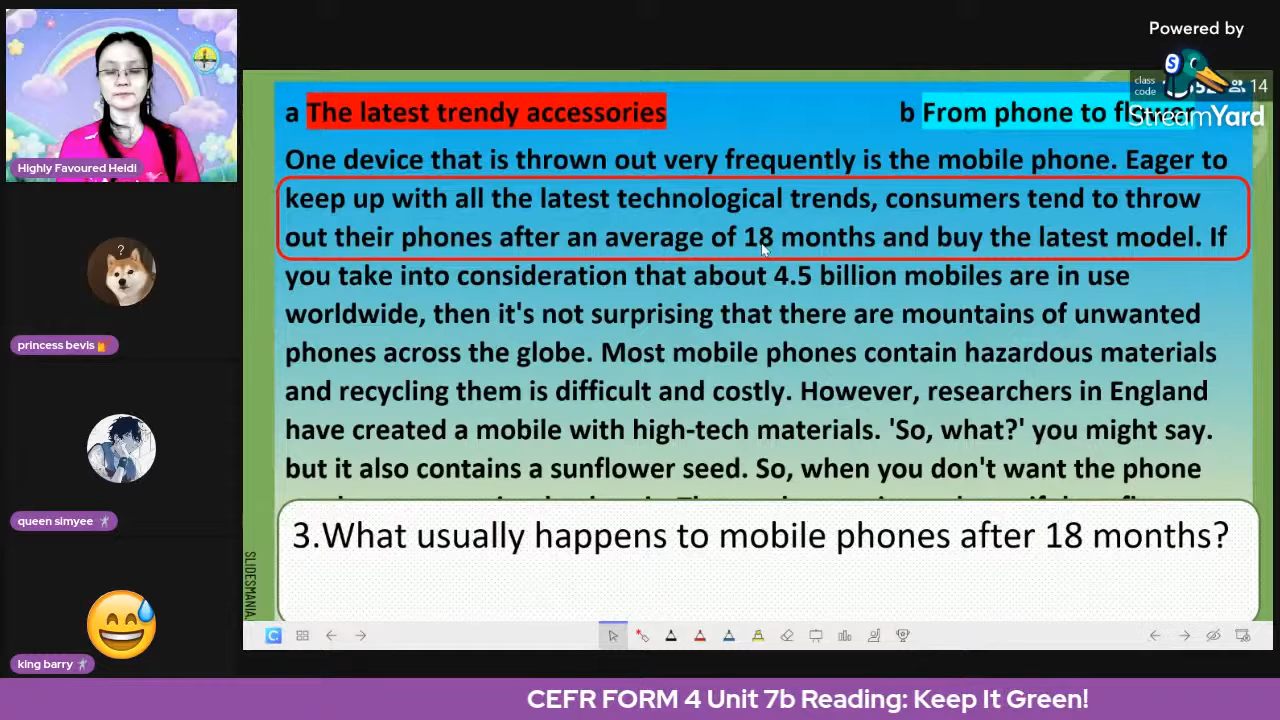 Powered by
StreamYard
class
code
14
a The latest trendy accessories
b From phone to flower
One device that is thrown out very frequently is the mobile phone. Eager to
keep up with all the latest technological trends, consumers tend to throw
out their phones after an average of 18 months and buy the latest model. If
you take into consideration that about 4.5 billion mobiles are in use
worldwide, then it's not surprising that there are mountains of unwanted
phones across the globe. Most mobile phones contain hazardous materials
and recycling them is difficult and costly. However, researchers in England
have created a mobile with high-tech materials. 'So, what?' you might say.
but it also contains a sunflower seed. So, when you don't want the phone
3.What usually happens to mobile phones after 18 months?
SLIDESMANIA
Highly Favoured Heidi
princess bevis
queen simyee
king barry
CEFR FORM 4 Unit 7b Reading: Keep It Green!